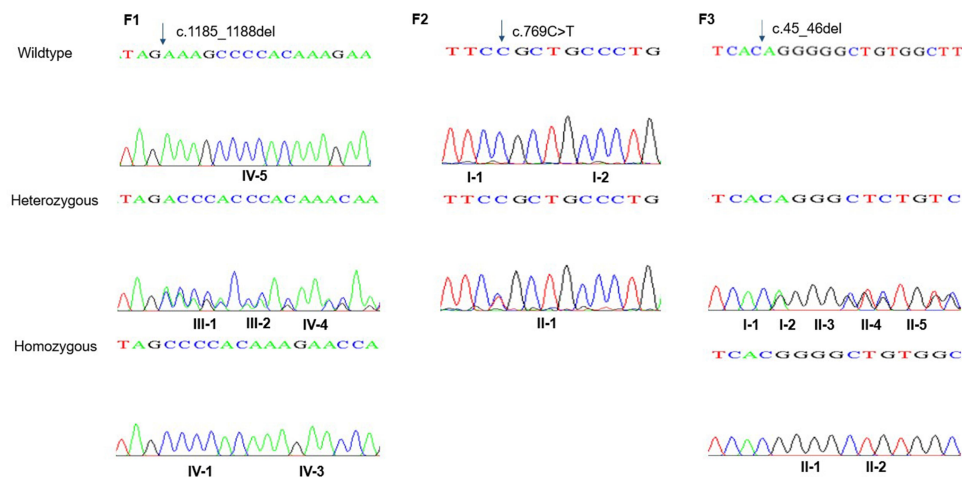 F1
c.1185_1188del
F2
c.769C>T
F3
c.45_46del
Wildtype
TAGAAAGCCCCACAAAGAA
TTCCGCTGCCCTG
TCACAGGGGGCTGTGGCTT
IV-5
I-1
I-2
Heterozygous
TAGACCCACCCACAAACAA
TTCCGCTGCCCTG
TCACAGGGCTCTGTC
III-1
III-2
IV-4
II-1
I-1
I-2
II-3
II-4
II-5
Homozygous
TAGCCCCACAAAGAACCA
TCACGGGGCTGTGGC
IV-1
IV-3
II-1
II-2